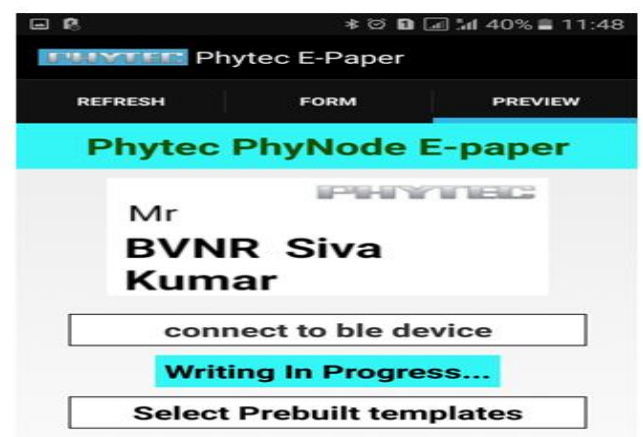 40% 11:48
PHYTEC Phytec E-Paper
REFRESH FORM PREVIEW
Phytec PhyNode E-paper
PHYTEC
Mr
BVNR Siva
Kumar
connect to ble device
Writing In Progress...
Select Prebuilt templates